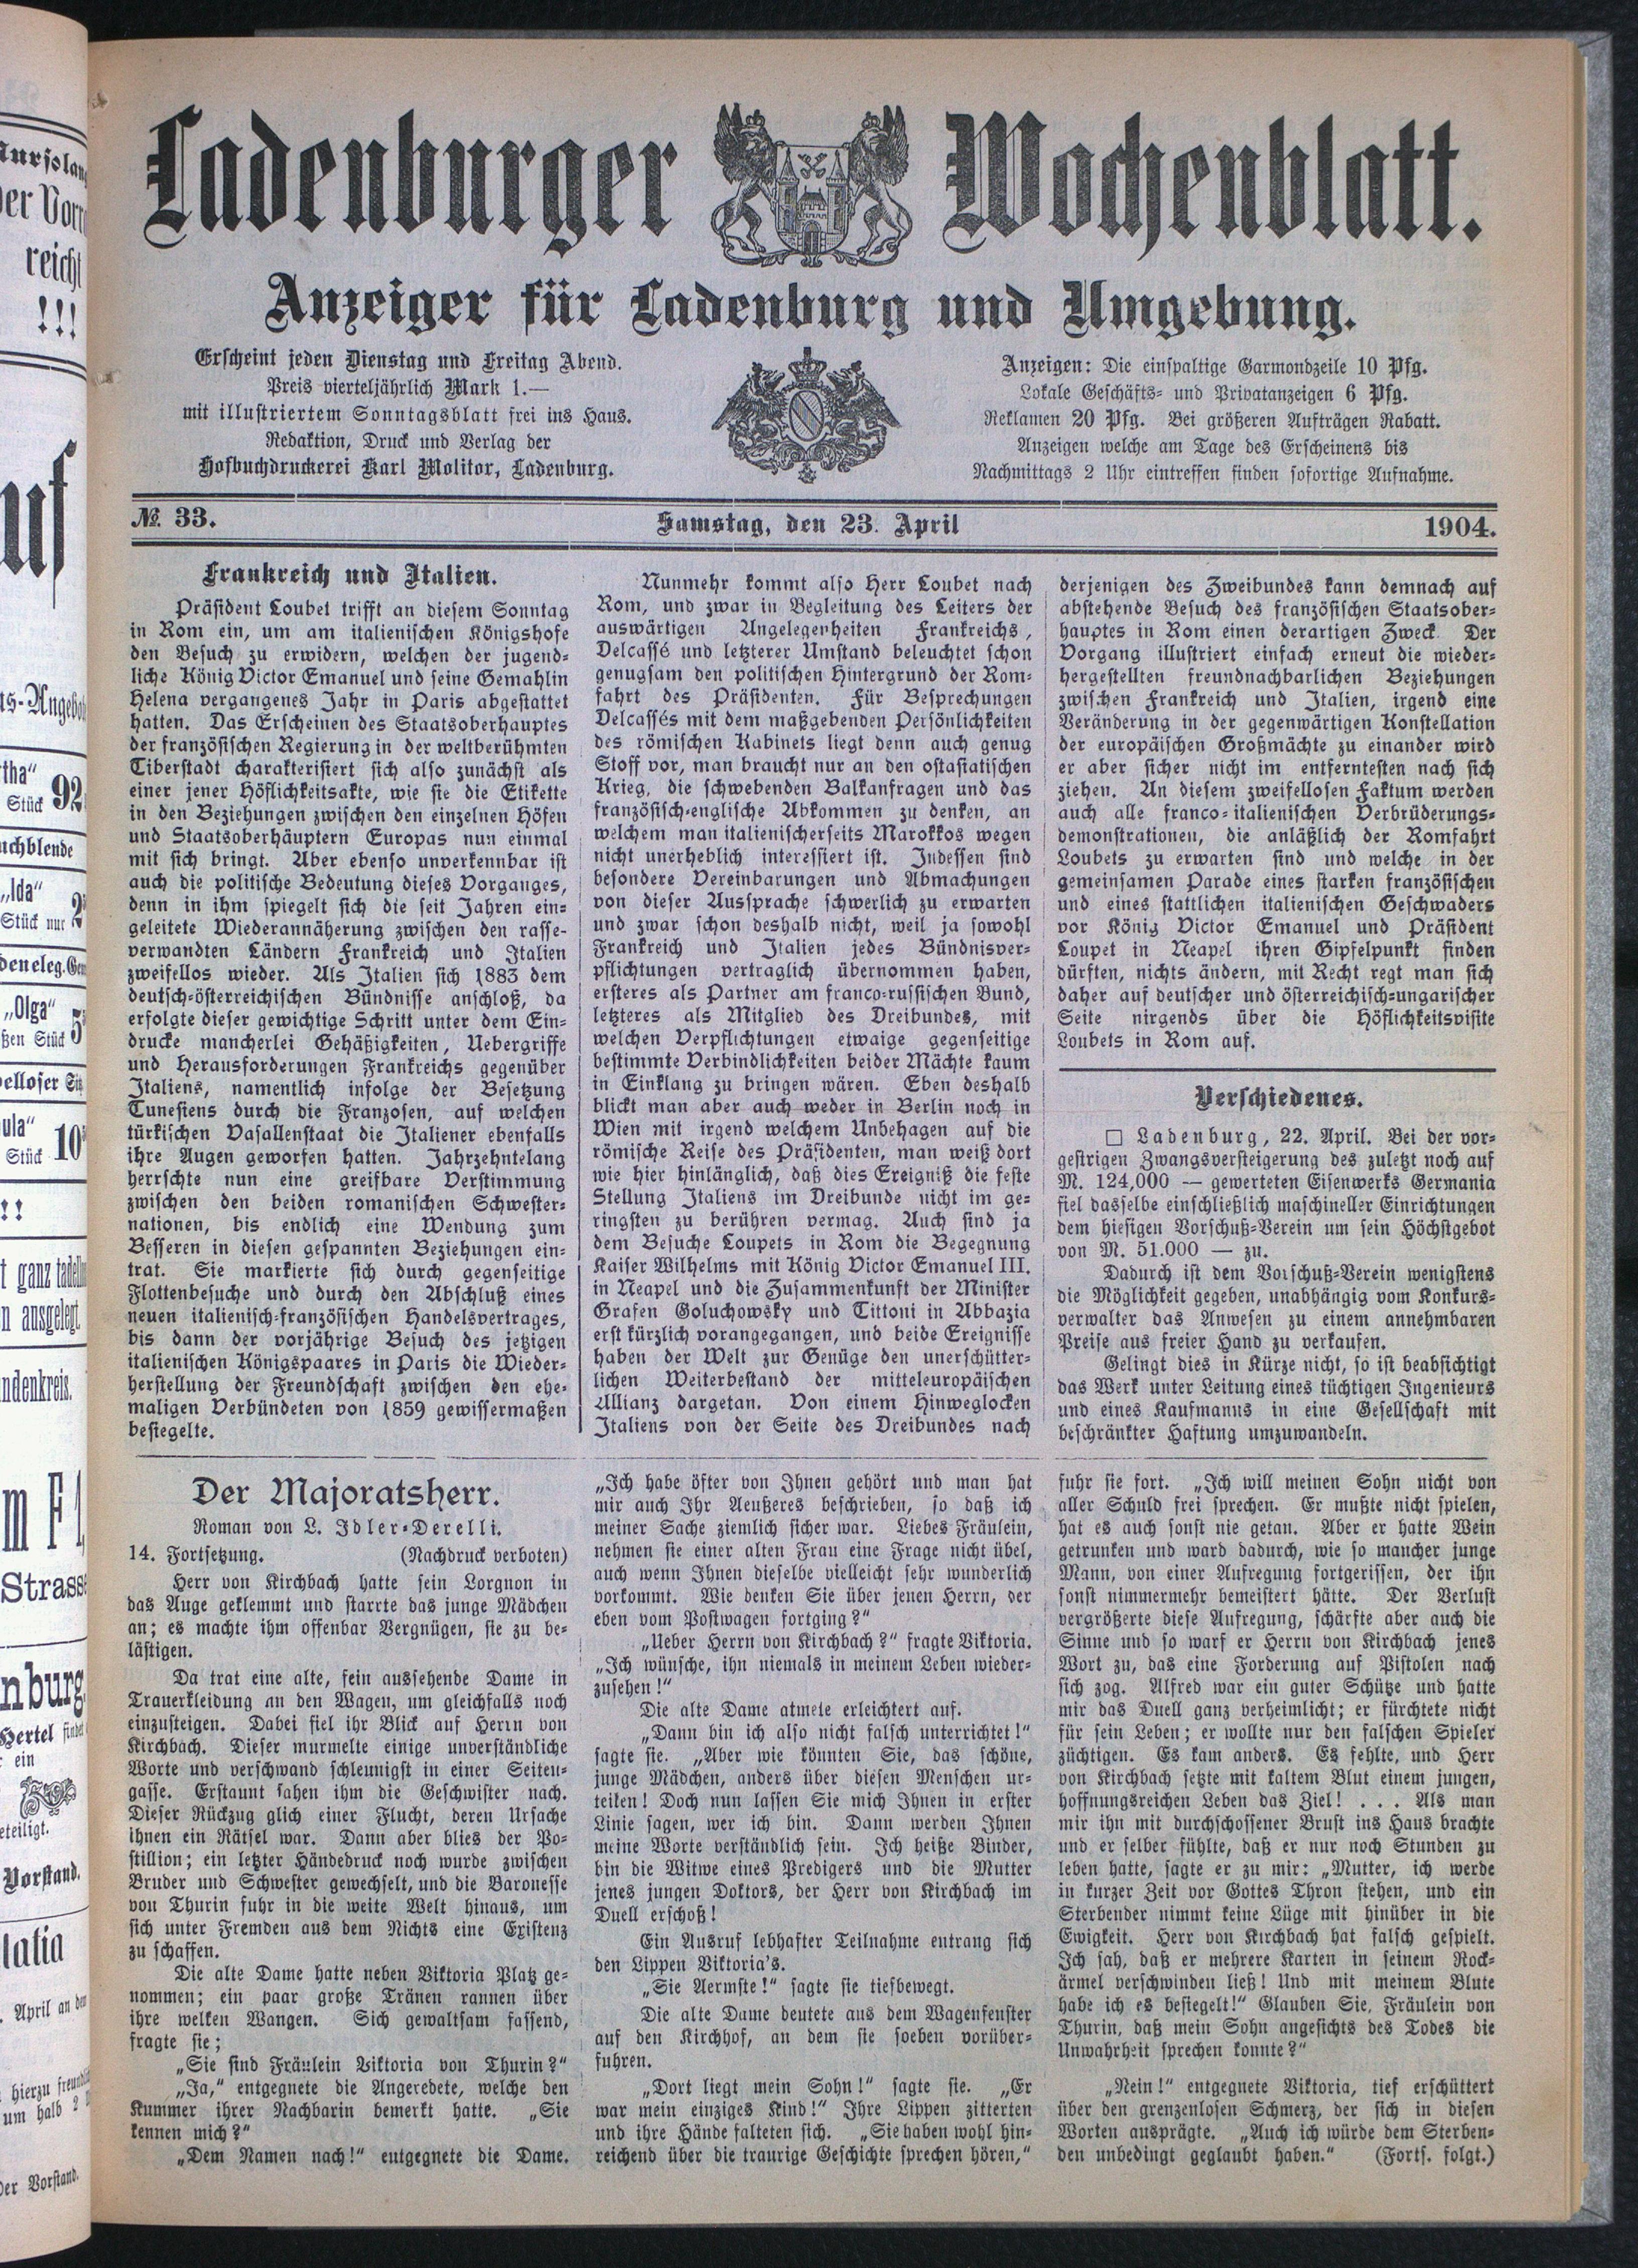 Ladenburger Wochenblatt.
Anzeiger für Ladenburg und Umgebung.
Erscheint jeden Dienstag und Freitag Abend.
Preis vierteljährlich Mark 1.—
mit illustriertem Sonntagsblatt frei ins Haus.
Redaktion, Druck und Verlag der
Hofbuchdruckerei Karl Molitor, Ladenburg.
Anzeigen: Die einspaltige Garmondzeile 10 Pfg.
Lokale Geschäfts- und Privatanzeigen 6 Pfg.
Reklamen 20 Pfg. Bei größeren Aufträgen Rabatt.
Anzeigen welche am Tage des Erscheinens bis
Nachmittags 2 Uhr eintreffen finden sofortige Aufnahme.
№ 33. Samstag, den 23. April 1904.
Frankreich und Italien.
Präsident Loubet trifft an diesem Sonntag
in Rom ein, um am italienischen Königshofe
den Besuch zu erwidern, welchen der jugend-
liche König Victor Emanuel und seine Gemahlin
Helena vergangenes Jahr in Paris abgestattet
hatten. Das Erscheinen des Staatsoberhauptes
der französischen Regierung in der weltberühmten
Tiberstadt charakterisiert sich also zunächst als
einer jener Höflichkeitsakte, wie sie die Etikette
in den Beziehungen zwischen den einzelnen Höfen
und Staatsoberhäuptern Europas nun einmal
mit sich bringt. Aber ebenso unverkennbar ist
auch die politische Bedeutung dieses Vorganges,
denn in ihm spiegelt sich die seit Jahren ein-
geleitete Wiederannäherung zwischen den rasse-
verwandten Ländern Frankreich und Italien
zweifellos wieder. Als Italien sich 1883 dem
deutsch-österreichischen Bündnisse anschloß, da
erfolgte dieser gewichtige Schritt unter dem Ein-
drucke mancherlei Gehäßigkeiten, Uebergriffe
und Herausforderungen Frankreichs gegenüber
Italiens, namentlich infolge der Besetzung
Tunesiens durch die Franzosen, auf welchen
türkischen Vasallenstaat die Italiener ebenfalls
ihre Augen geworfen hatten. Jahrzehntelang
herrschte nun eine greifbare Verstimmung
zwischen den beiden romanischen Schwester-
nationen, bis endlich eine Wendung zum
Besseren in diesen gespannten Beziehungen ein-
trat. Sie markierte sich durch gegenseitige
Flottenbesuche und durch den Abschluß eines
neuen italienisch-französischen Handelsvertrages,
bis dann der vorjährige Besuch des jetzigen
italienischen Königspaares in Paris die Wieder-
herstellung der Freundschaft zwischen den ehe-
maligen Verbündeten von 1859 gewissermaßen
besiegelte.
Nunmehr kommt also Herr Loubet nach
Rom, und zwar in Begleitung des Leiters der
auswärtigen Angelegenheiten Frankreichs,
Delcassé und letzterer Umstand beleuchtet schon
genugsam den politischen Hintergrund der Rom-
fahrt des Präsidenten. Für Besprechungen
Delcassés mit dem maßgebenden Persönlichkeiten
des römischen Kabinets liegt denn auch genug
Stoff vor, man braucht nur an den ostasiatischen
Krieg, die schwebenden Balkanfragen und das
französisch-englische Abkommen zu denken, an
welchem man italienischerseits Marokkos wegen
nicht unerheblich interessiert ist. Indessen sind
besondere Vereinbarungen und Abmachungen
von dieser Aussprache schwerlich zu erwarten
und zwar schon deshalb nicht, weil ja sowohl
Frankreich und Italien jedes Bündnisver-
pflichtungen vertraglich übernommen haben,
ersteres als Partner am franco-russischen Bund,
letzteres als Mitglied des Dreibundes, mit
welchen Verpflichtungen etwaige gegenseitige
bestimmte Verbindlichkeiten beider Mächte kaum
in Einklang zu bringen wären. Eben deshalb
blickt man aber auch weder in Berlin noch in
Wien mit irgend welchem Unbehagen auf die
römische Reise des Präsidenten, man weiß dort
wie hier hinlänglich, daß dies Ereigniß die feste
Stellung Italiens im Dreibunde nicht im ge-
ringsten zu berühren vermag. Auch sind ja
dem Besuche Loupets in Rom die Begegnung
Kaiser Wilhelms mit König Victor Emanuel III.
in Neapel und die Zusammenkunft der Minister
Grafen Goluchowsky und Tittoni in Abbazia
erst kürzlich vorangegangen, und beide Ereignisse
haben der Welt zur Genüge den unerschütter-
lichen Weiterbestand der mitteleuropäischen
Allianz dargetan. Von einem Hinweglocken
Italiens von der Seite des Dreibundes nach
derjenigen des Zweibundes kann demnach auf
abstehende Besuch des französischen Staatsober-
hauptes in Rom einen derartigen Zweck. Der
Vorgang illustriert einfach erneut die wieder-
hergestellten freundnachbarlichen Beziehungen
zwischen Frankreich und Italien, irgend eine
Veränderung in der gegenwärtigen Konstellation
der europäischen Großmächte zu einander wird
er aber sicher nicht im entferntesten nach sich
ziehen. An diesem zweifellosen Faktum werden
auch alle franco-italienischen Verbrüderungs-
demonstrationen, die anläßlich der Romfahrt
Loubets zu erwarten sind und welche in der
gemeinsamen Parade eines starken französischen
und eines stattlichen italienischen Geschwaders
vor König Victor Emanuel und Präsident
Loupet in Neapel ihren Gipfelpunkt finden
dürften, nichts ändern, mit Recht regt man sich
daher auf deutscher und österreichisch-ungarischer
Seite nirgends über die Höflichkeitsvisite
Loubets in Rom auf.
Verschiedenes.
□ Ladenburg, 22. April. Bei der vor-
gestrigen Zwangsversteigerung des zuletzt noch auf
M. 124,000 — gewerteten Eisenwerks Germania
fiel dasselbe einschließlich maschineller Einrichtungen
dem hiesigen Vorschuß-Verein um sein Höchstgebot
von M. 51.000 — zu.
Dadurch ist dem Vorschuß-Verein wenigstens
die Möglichkeit gegeben, unabhängig vom Konkurs-
verwalter das Anwesen zu einem annehmbaren
Preise aus freier Hand zu verkaufen.
Gelingt dies in Kürze nicht, so ist beabsichtigt
das Werk unter Leitung eines tüchtigen Ingenieurs
und eines Kaufmanns in eine Gesellschaft mit
beschränkter Haftung umzuwandeln.
Der Majoratsherr.
Roman von L. Idler-Derelli.
14. Fortsetzung. (Nachdruck verboten)
Herr von Kirchbach hatte sein Lorgnon in
das Auge geklemmt und starrte das junge Mädchen
an; es machte ihm offenbar Vergnügen, sie zu be-
lästigen.
Da trat eine alte, fein aussehende Dame in
Trauerkleidung an den Wagen, um gleichfalls noch
einzusteigen. Dabei fiel ihr Blick auf Herrn von
Kirchbach. Dieser murmelte einige unverständliche
Worte und verschwand schleunigst in einer Seiten-
gasse. Erstaunt sahen ihm die Geschwister nach.
Dieser Rückzug glich einer Flucht, deren Ursache
ihnen ein Rätsel war. Dann aber blies der Po-
stillion; ein letzter Händedruck noch wurde zwischen
Bruder und Schwester gewechselt, und die Baronesse
von Thurin fuhr in die weite Welt hinaus, um
sich unter Fremden aus dem Nichts eine Existenz
zu schaffen.
Die alte Dame hatte neben Viktoria Platz ge-
nommen; ein paar große Tränen rannen über
ihre welken Wangen. Sich gewaltsam fassend,
fragte sie;
„Sie sind Fräulein Viktoria von Thurin?“
„Ja,“ entgegnete die Angeredete, welche den
Kummer ihrer Nachbarin bemerkt hatte. „Sie
kennen mich?“
„Dem Namen nach!“ entgegnete die Dame.
„Ich habe öfter von Ihnen gehört und man hat
mir auch Ihr Aeußeres beschrieben, so daß ich
meiner Sache ziemlich sicher war. Liebes Fräulein,
nehmen sie einer alten Frau eine Frage nicht übel,
auch wenn Ihnen dieselbe vielleicht sehr wunderlich
vorkommt. Wie denken Sie über jenen Herrn, der
eben vom Postwagen fortging?“
„Ueber Herrn von Kirchbach?“ fragte Viktoria.
„Ich wünsche, ihn niemals in meinem Leben wieder-
zusehen!“
Die alte Dame atmete erleichtert auf.
„Dann bin ich also nicht falsch unterrichtet!“
sagte sie. „Aber wie könnten Sie, das schöne,
junge Mädchen, anders über diesen Menschen ur-
teilen! Doch nun lassen Sie mich Ihnen in erster
Linie sagen, wer ich bin. Dann werden Ihnen
meine Worte verständlich sein. Ich heiße Binder,
bin die Witwe eines Predigers und die Mutter
jenes jungen Doktors, der Herr von Kirchbach im
Duell erschoß!
Ein Ausruf lebhafter Teilnahme entrang sich
den Lippen Viktoria's.
„Sie Aermste!“ sagte sie tiefbewegt.
Die alte Dame deutete aus dem Wagenfenster
auf den Kirchhof, an dem sie soeben vorüber-
fuhren.
„Dort liegt mein Sohn!“ sagte sie. „Er
war mein einziges Kind!“ Ihre Lippen zitterten
und ihre Hände falteten sich. „Sie haben wohl hin-
reichend über die traurige Geschichte sprechen hören,“
fuhr sie fort. „Ich will meinen Sohn nicht von
aller Schuld frei sprechen. Er mußte nicht spielen,
hat es auch sonst nie getan. Aber er hatte Wein
getrunken und ward dadurch, wie so mancher junge
Mann, von einer Aufregung fortgerissen, der ihn
sonst nimmermehr bemeistert hätte. Der Verlust
vergrößerte diese Aufregung, schärfte aber auch die
Sinne und so warf er Herrn von Kirchbach jenes
Wort zu, das eine Forderung auf Pistolen nach
sich zog. Alfred war ein guter Schütze und hatte
mir das Duell ganz verheimlicht; er fürchtete nicht
für sein Leben; er wollte nur den falschen Spieler
züchtigen. Es kam anders. Es fehlte, und Herr
von Kirchbach setzte mit kaltem Blut einem jungen,
hoffnungsreichen Leben das Ziel! . . . Als man
mir ihn mit durchschossener Brust ins Haus brachte
und er selber fühlte, daß er nur noch Stunden zu
leben hatte, sagte er zu mir: „Mutter, ich werde
in kurzer Zeit vor Gottes Thron stehen, und ein
Sterbender nimmt keine Lüge mit hinüber in die
Ewigkeit. Herr von Kirchbach hat falsch gespielt.
Ich sah, daß er mehrere Karten in seinem Rock-
ärmel verschwinden ließ! Und mit meinem Blute
habe ich es besiegelt!“ Glauben Sie, Fräulein von
Thurin, daß mein Sohn angesichts des Todes die
Unwahrheit sprechen konnte?“
„Nein!“ entgegnete Viktoria, tief erschüttert
über den grenzenlosen Schmerz, der sich in diesen
Worten ausprägte. „Auch ich würde dem Sterben-
den unbedingt geglaubt haben.“ (Forts. folgt.)